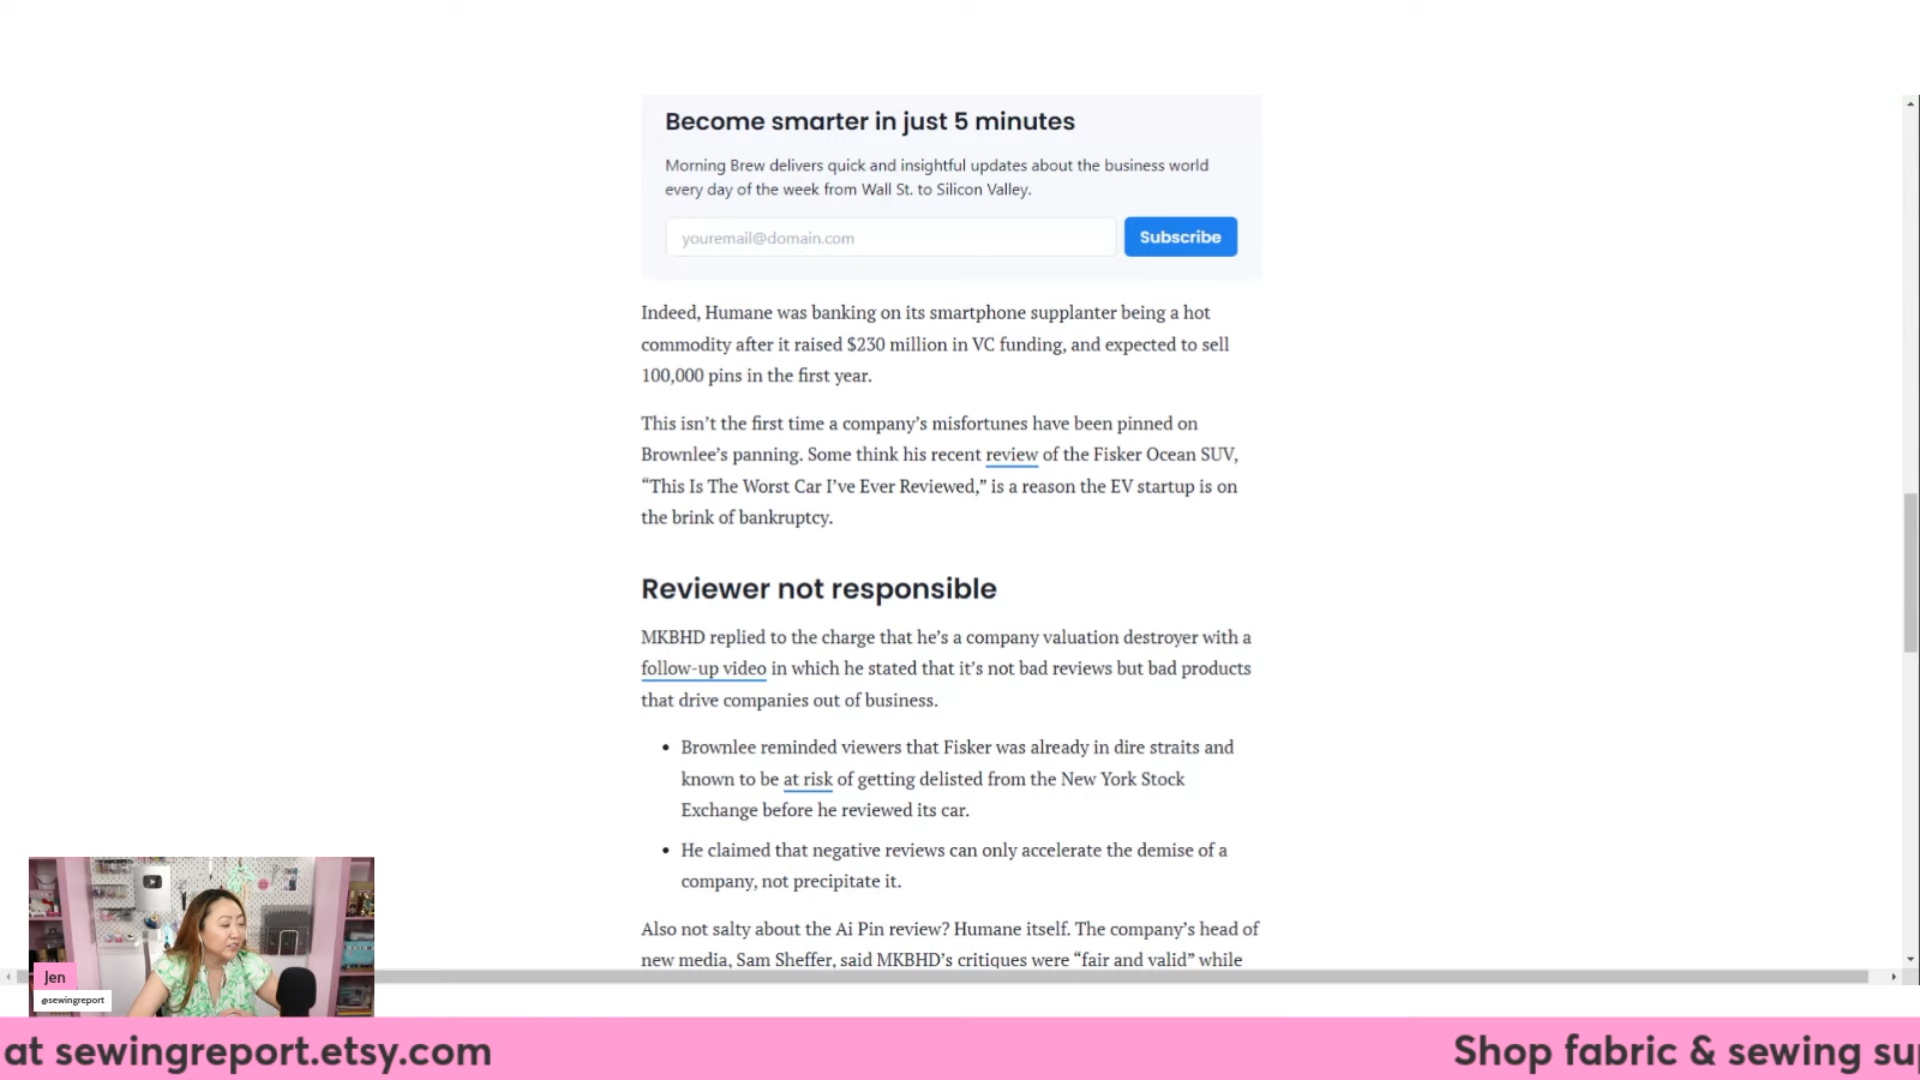 Become smarter in just 5 minutes
Morning Brew delivers quick and insightful updates about the business world
every day of the week from Wall St. to Silicon Valley.
youremail@domain.com
Subscribe
Indeed, Humane was banking on its smartphone supplanter being a hot
commodity after it raised $230 million in VC funding, and expected to sell
100,000 pins in the first year.
This isn’t the first time a company’s misfortunes have been pinned on
Brownlee’s panning. Some think his recent review of the Fisker Ocean SUV,
“This Is The Worst Car I’ve Ever Reviewed,” is a reason the EV startup is on
the brink of bankruptcy.
Reviewer not responsible
MKBHD replied to the charge that he’s a company valuation destroyer with a
follow-up video in which he stated that it’s not bad reviews but bad products
that drive companies out of business.
• Brownlee reminded viewers that Fisker was already in dire straits and
known to be at risk of getting delisted from the New York Stock
Exchange before he reviewed its car.
• He claimed that negative reviews can only accelerate the demise of a
company, not precipitate it.
Also not salty about the Ai Pin review? Humane itself. The company’s head of
new media, Sam Sheffer, said MKBHD’s critiques were “fair and valid” while
Jen
@sewingreport
at sewingreport.etsy.com
Shop fabric & sewing su